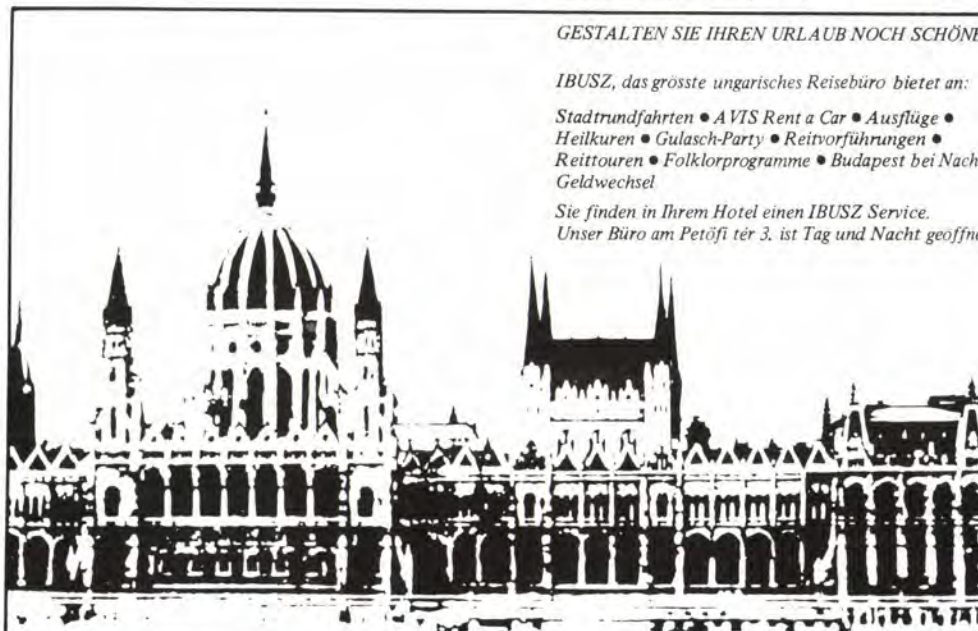 GESTALTEN SIE IHREN URLAUB NOCH SCHÖNE
IBUSZ, das grösste ungarisches Reisebüro bietet an:
Stadtrundfahrten ● AVIS Rent a Car ● Ausflüge ●
Heilkuren ● Gulasch-Party ● Reitvorführungen ●
Reittouren ● Folklorprogramme ● Budapest bei Nach
Geldwechsel
Sie finden in Ihrem Hotel einen IBUSZ Service.
Unser Büro am Petőfi tér 3. ist Tag und Nacht geöffne